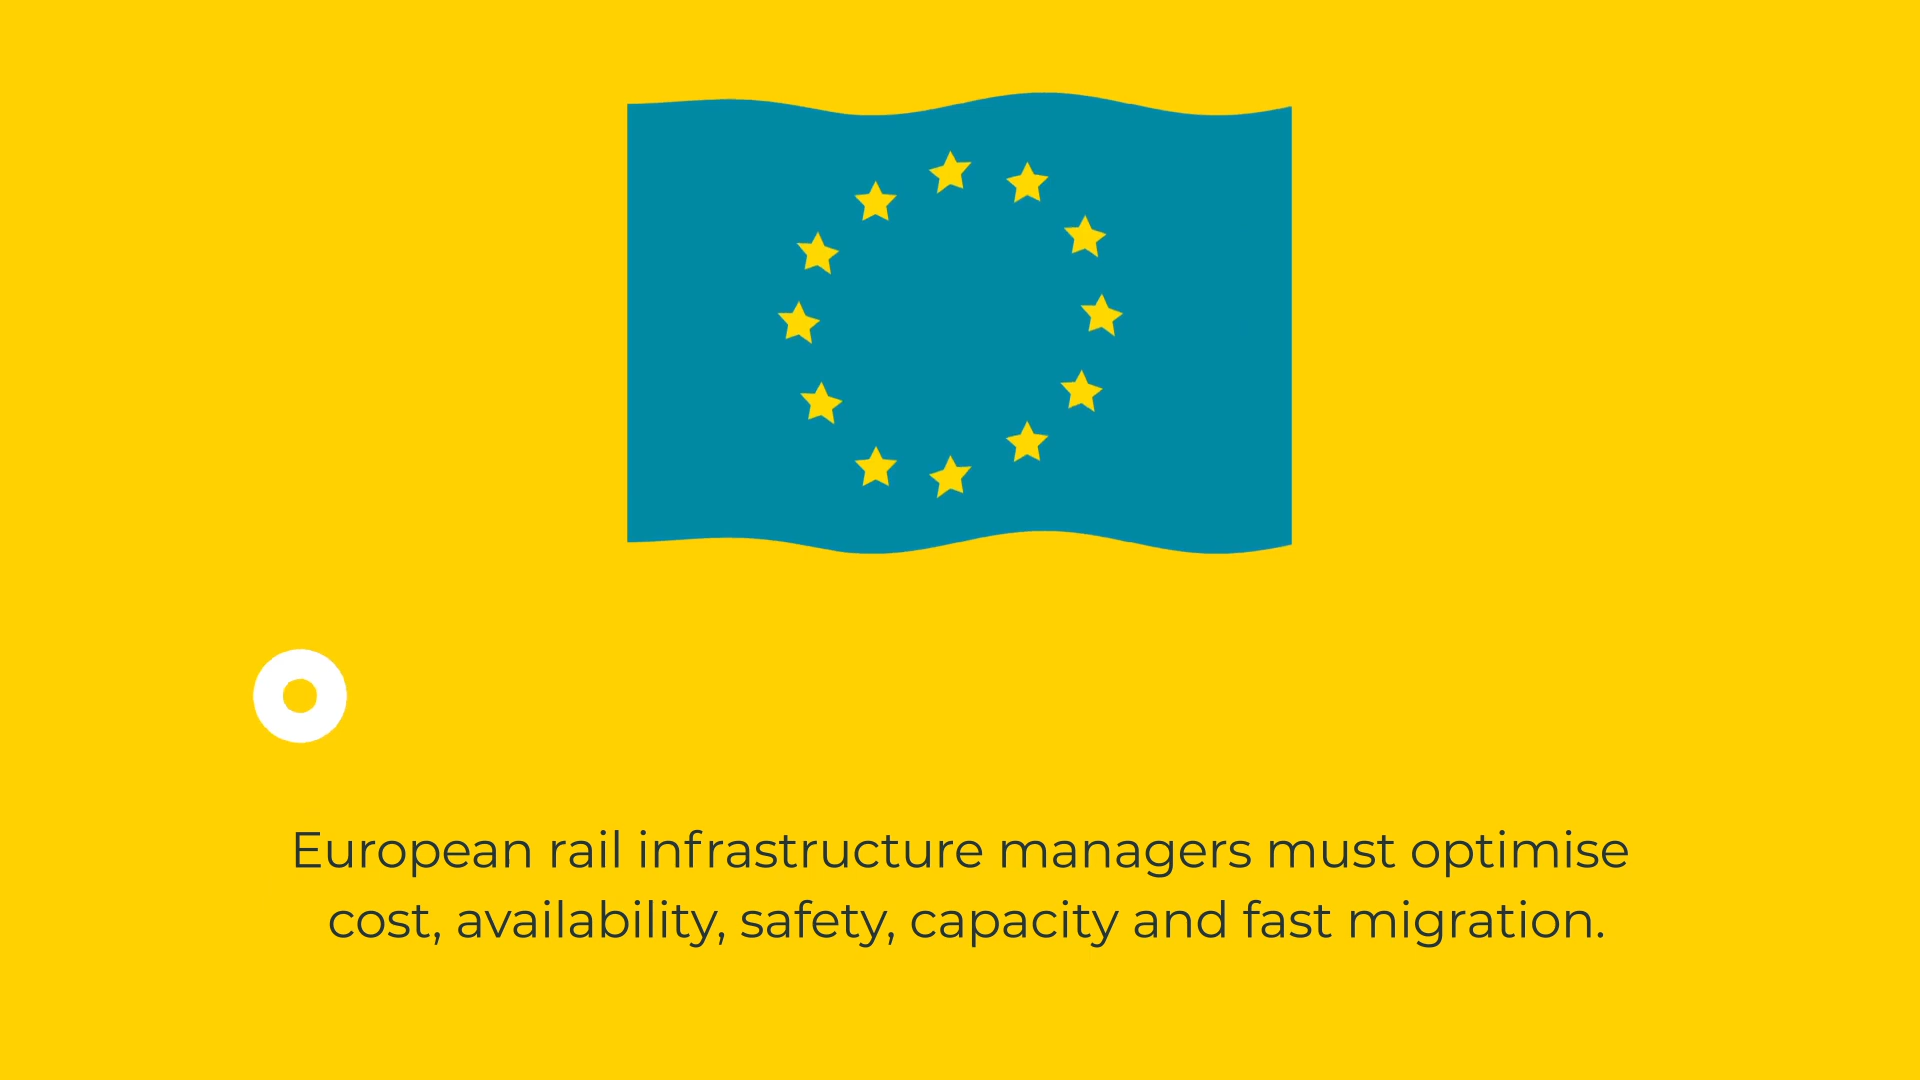 European rail infrastructure managers must optimise
cost, availability, safety, capacity and fast migration.